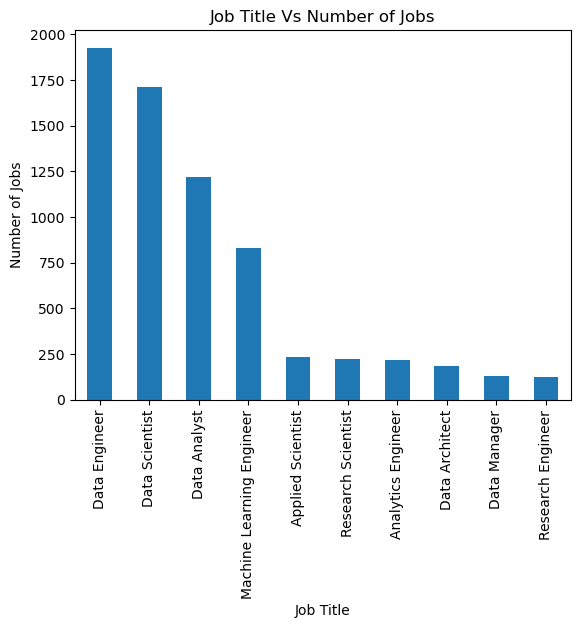 Job Title Vs Number of Jobs
Number of Jobs
2000
1750
1500
1250
1000
750
500
250
0
Data Engineer
Data Scientist
Data Analyst
Machine Learning Engineer
Applied Scientist
Research Scientist
Analytics Engineer
Data Architect
Data Manager
Research Engineer
Job Title